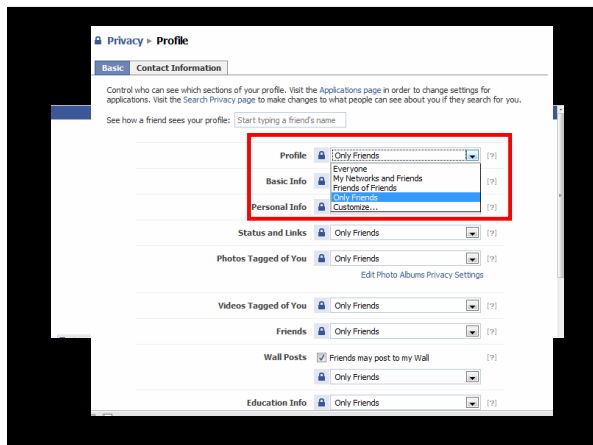 Privacy ▸ Profile
Basic Contact Information
Control who can see which sections of your profile. Visit the Applications page in order to change settings for
applications. Visit the Search Privacy page to make changes to what people can see about you if they search for you.
See how a friend sees your profile: Start typing a friend's name
Profile Only Friends [?]
Everyone
My Networks and Friends
Basic Info Friends of Friends [?]
Only Friends
Personal Info Customize... [?]
Status and Links Only Friends [?]
Photos Tagged of You Only Friends [?]
Edit Photo Albums Privacy Settings
Videos Tagged of You Only Friends [?]
Friends Only Friends [?]
Wall Posts Friends may post to my Wall [?]
Only Friends
Education Info Only Friends [?]